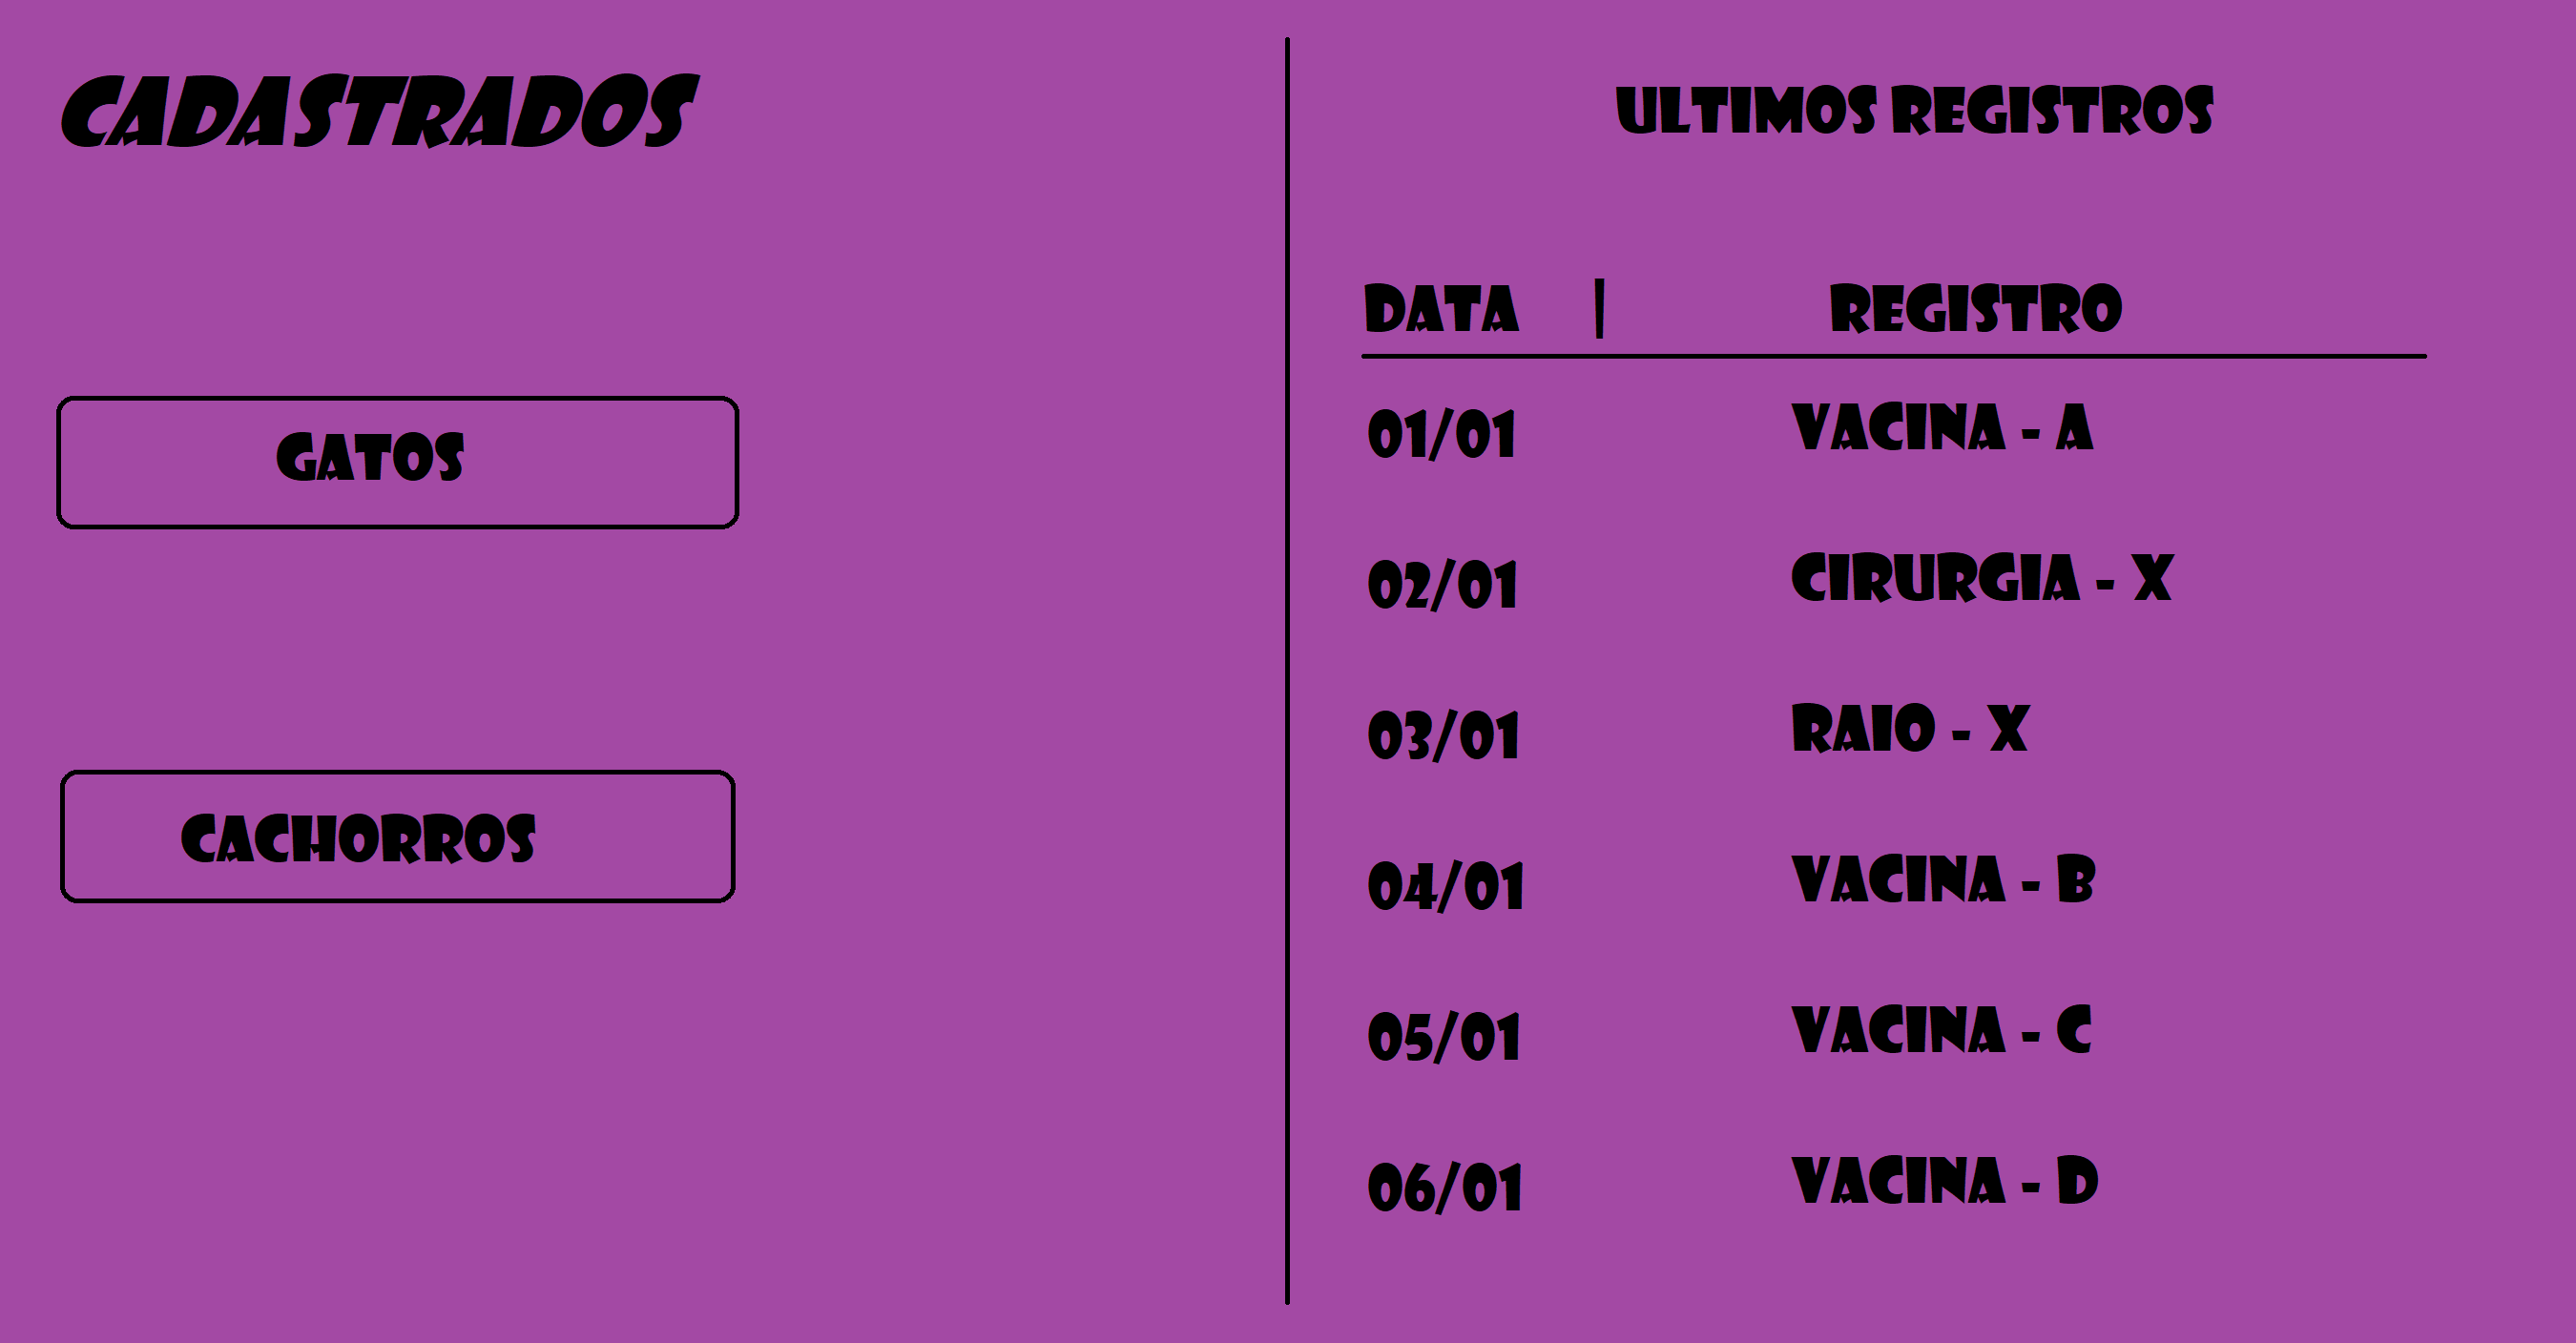 CADASTRADOS
GATOS
CACHORROS
ULTIMOS REGISTROS
DATA | REGISTRO
01/01 VACINA - A
02/01 CIRURGIA - X
03/01 RAIO - X
04/01 VACINA - B
05/01 VACINA - C
06/01 VACINA - D